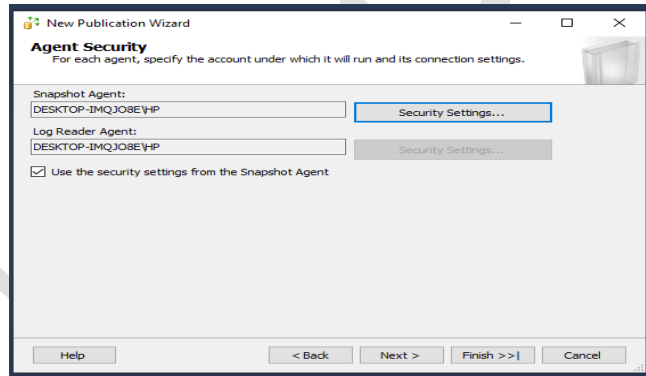 New Publication Wizard
Agent Security
For each agent, specify the account under which it will run and its connection settings.
Snapshot Agent:
DESKTOP-IMQJO8E\HP
Security Settings...
Log Reader Agent:
DESKTOP-IMQJO8E\HP
Security Settings...
Use the security settings from the Snapshot Agent
Help
< Back
Next >
Finish >>|
Cancel